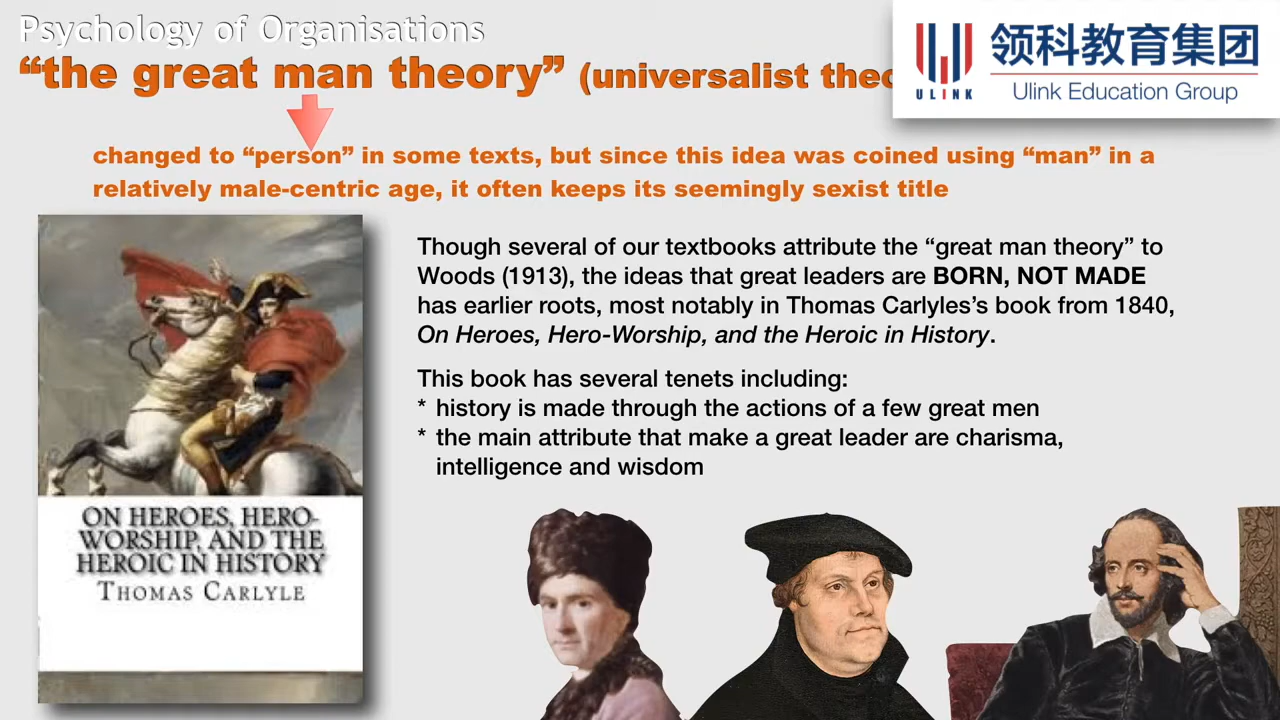 Psychology of Organisations
“the great man theory” (universalist theo
领科教育集团
ULINK
Ulink Education Group
changed to “person” in some texts, but since this idea was coined using “man” in a
relatively male-centric age, it often keeps its seemingly sexist title
Though several of our textbooks attribute the “great man theory” to
Woods (1913), the ideas that great leaders are BORN, NOT MADE
has earlier roots, most notably in Thomas Carlyles’s book from 1840,
On Heroes, Hero-Worship, and the Heroic in History.
This book has several tenets including:
* history is made through the actions of a few great men
* the main attribute that make a great leader are charisma,
intelligence and wisdom
ON HEROES, HERO-
WORSHIP, AND THE
HEROIC IN HISTORY
THOMAS CARLYLE